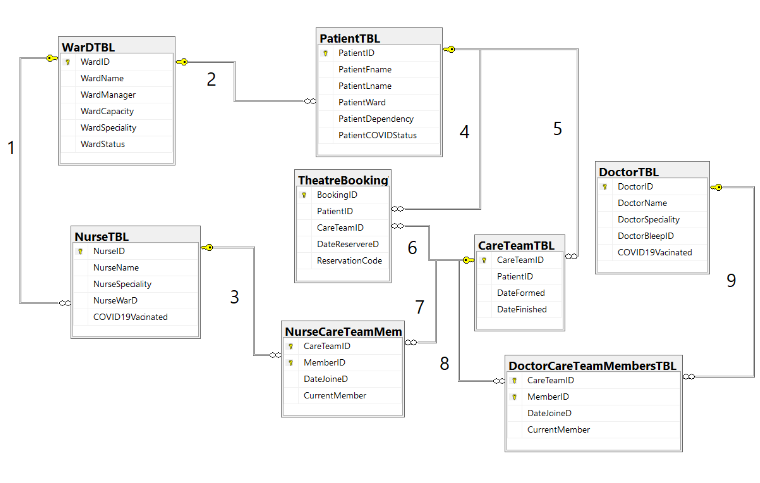 WarDTBL
WardID
WardName
WardManager
WardCapacity
WardSpeciality
WardStatus
PatientTBL
PatientID
PatientFname
PatientLname
PatientWard
PatientDependency
PatientCOVIDStatus
1
2
4
5
TheatreBooking
BookingID
PatientID
CareTeamID
DateReservereD
ReservationCode
DoctorTBL
DoctorID
DoctorName
DoctorSpeciality
DoctorBleepID
COVID19Vacinated
NurseTBL
NurseID
NurseName
NurseSpeciality
NurseWarD
COVID19Vacinated
6
CareTeamTBL
CareTeamID
PatientID
DateFormed
DateFinished
3
7
9
NurseCareTeamMem
CareTeamID
MemberID
DateJoineD
CurrentMember
8
DoctorCareTeamMembersTBL
CareTeamID
MemberID
DateJoineD
CurrentMember